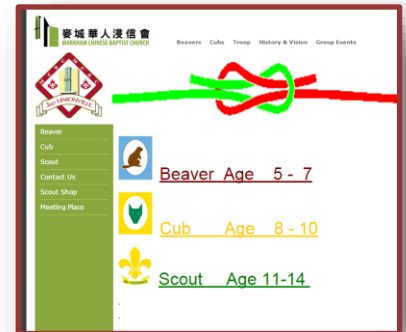 麥城華人浸信會
MARKHAM CHINESE BAPTIST CHURCH
Beavers Cubs Troop History & Vision Group Events
3RD UNIONVILLE
Beaver
Cub
Scout
Contact Us
Scout Shop
Meeting Place
Beaver Age 5 - 7
Cub Age 8 - 10
Scout Age 11-14